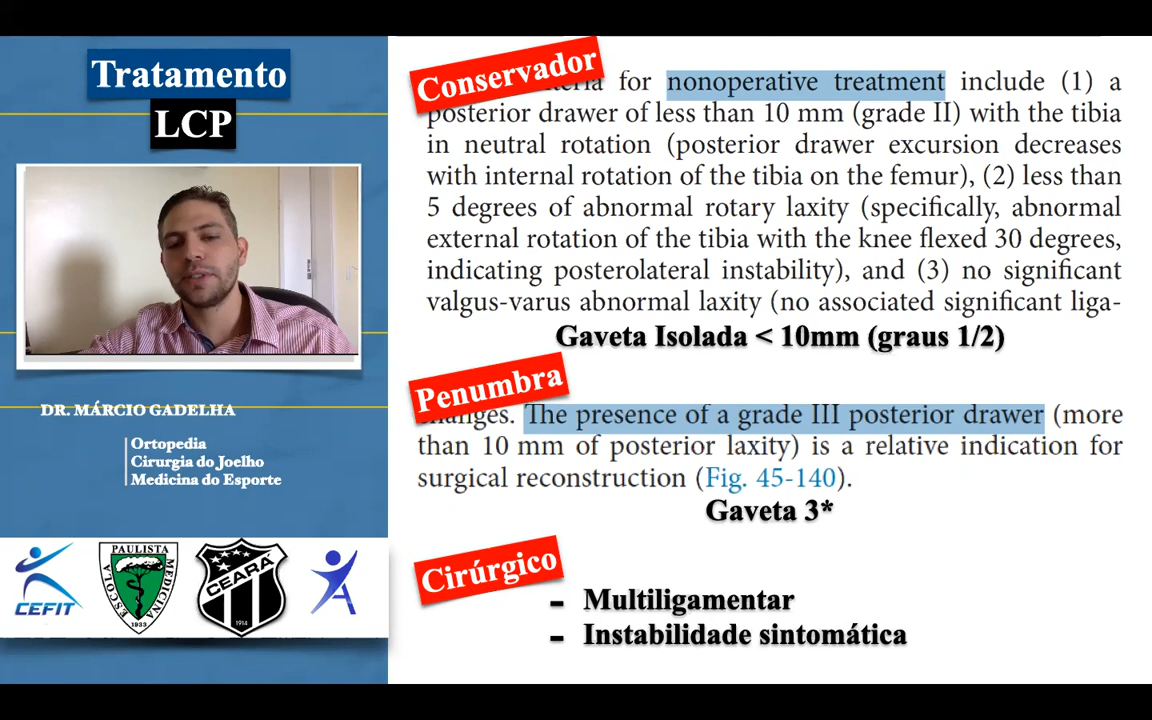 Tratamento
LCP
DR. MÁRCIO GADELHA
Ortopedia
Cirurgia do Joelho
Medicina do Esporte
CEFIT
ESCOLA PAULISTA MEDICINA
1933
CEARÁ
1914
Conservador
for nonoperative treatment include (1) a
posterior drawer of less than 10 mm (grade II) with the tibia
in neutral rotation (posterior drawer excursion decreases
with internal rotation of the tibia on the femur), (2) less than
5 degrees of abnormal rotary laxity (specifically, abnormal
external rotation of the tibia with the knee flexed 30 degrees,
indicating posterolateral instability), and (3) no significant
valgus-varus abnormal laxity (no associated significant liga-
Gaveta Isolada < 10mm (graus 1/2)
Penumbra
changes. The presence of a grade III posterior drawer (more
than 10 mm of posterior laxity) is a relative indication for
surgical reconstruction (Fig. 45-140).
Gaveta 3*
Cirúrgico
- Multiligamentar
- Instabilidade sintomática